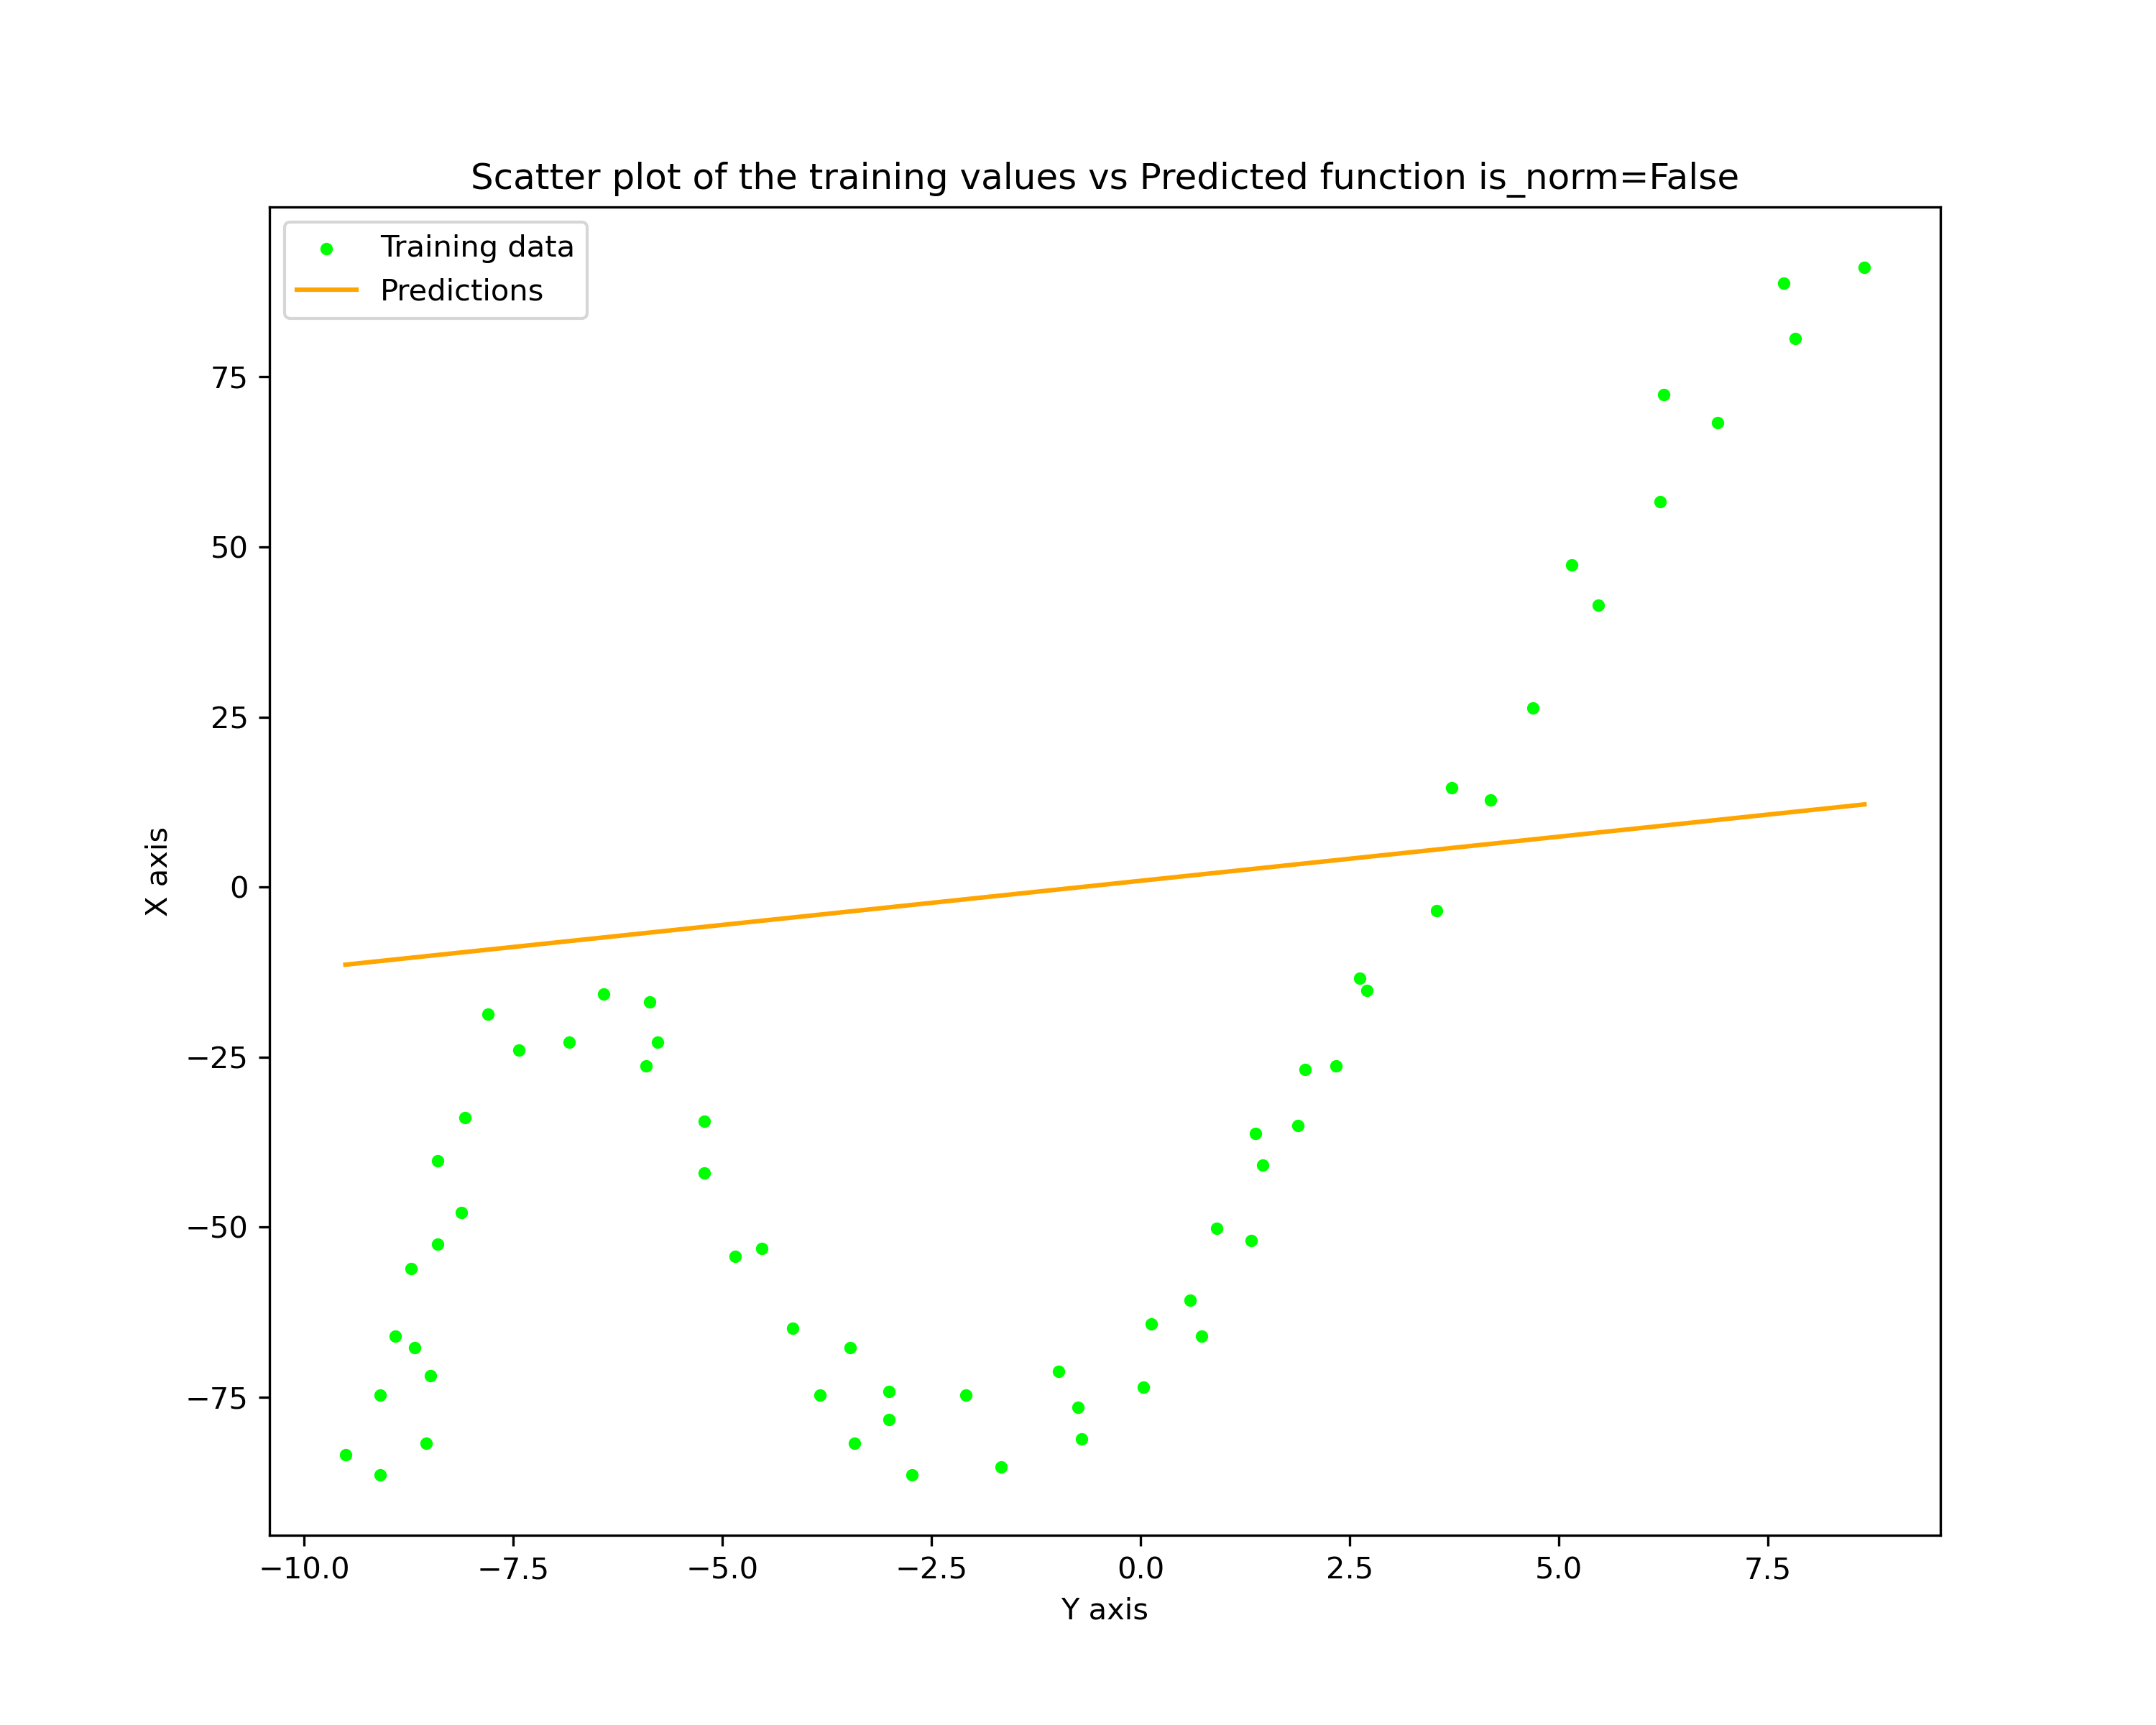 Scatter plot of the training values vs Predicted function is_norm=False
Training data
Predictions
75
50
25
0
−25
−50
−75
X axis
−10.0 −7.5 −5.0 −2.5 0.0 2.5 5.0 7.5
Y axis